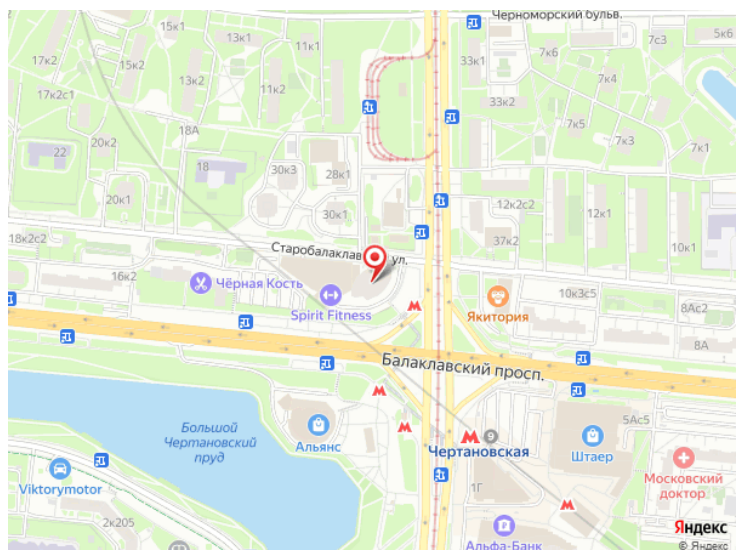 Черноморский бульв.
5к6
15к1
13к1
11к1
33к1
7к6
7с3
17к2
15к2
13к2
11к2
33к2
7к4
17к2с1
18А
7к5
7к3
7к1
20к2
22
18
30к3
28к1
20к1
30к1
12к2с2
12к1
18к2с2
37к2
10к1
Старобалаклав
ул.
16к2
Чёрная Кость
Spirit Fitness
Якитория
10к3с5
8Ас2
8А
Балаклавский просп.
Большой
Чертановский
пруд
Альянс
9
Чертановская
Штаер
5Ас5
Viktorymotor
1Г
Московский
доктор
2к205
Альфа-Банк
Яндекс
© Яндекс